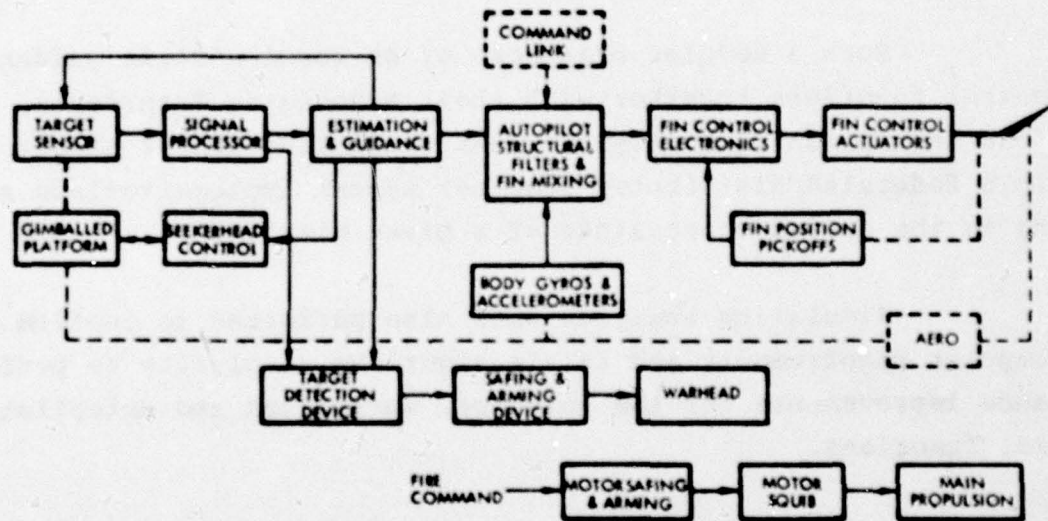 COMMAND
LINK
TARGET
SENSOR
SIGNAL
PROCESSOR
ESTIMATION
& GUIDANCE
AUTOPILOT
STRUCTURAL
FILTERS &
FIN MIXING
FIN CONTROL
ELECTRONICS
FIN CONTROL
ACTUATORS
GIMBALLED
PLATFORM
SEEKERHEAD
CONTROL
FIN POSITION
PICKOFFS
BODY GYROS &
ACCELEROMETERS
AERO
TARGET
DETECTION
DEVICE
SAFING &
ARMING
DEVICE
WARHEAD
FIRE
COMMAND
MOTOR SAFING
& ARMING
MOTOR
SQUIB
MAIN
PROPULSION